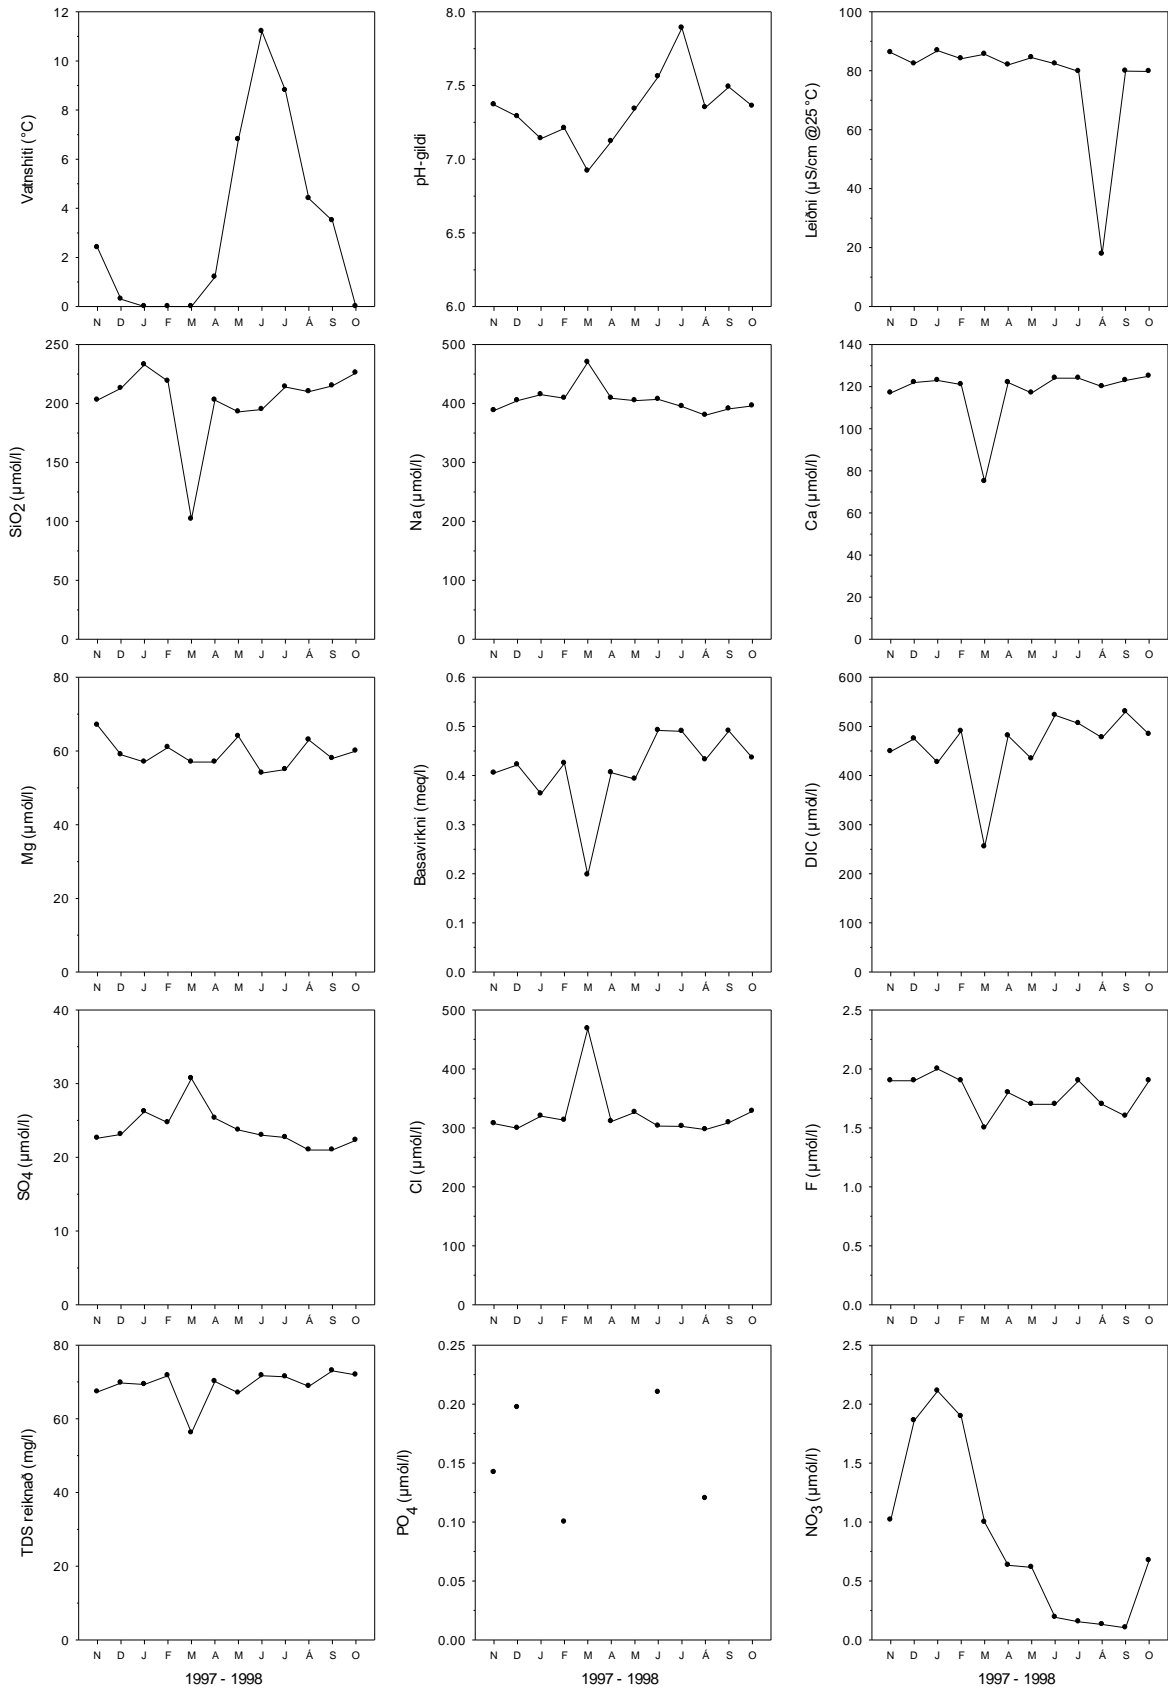 Vatnshiti (°C)
12
10
8
6
4
2
0
N D J F M A M J J Á S O
pH-gildi
8.0
7.5
7.0
6.5
6.0
N D J F M A M J J Á S O
Leiðni (µS/cm @25 °C)
100
80
60
40
20
0
N D J F M A M J J Á S O
SiO2 (µmól/l)
250
200
150
100
50
0
N D J F M A M J J Á S O
Na (µmól/l)
500
400
300
200
100
0
N D J F M A M J J Á S O
Ca (µmól/l)
140
120
100
80
60
40
20
0
N D J F M A M J J Á S O
Mg (µmól/l)
80
60
40
20
0
N D J F M A M J J Á S O
Basavirkni (meq/l)
0.6
0.5
0.4
0.3
0.2
0.1
0.0
N D J F M A M J J Á S O
DIC (µmól/l)
600
500
400
300
200
100
0
N D J F M A M J J Á S O
SO4 (µmól/l)
40
30
20
10
0
N D J F M A M J J Á S O
Cl (µmól/l)
500
400
300
200
100
0
N D J F M A M J J Á S O
F (µmól/l)
2.5
2.0
1.5
1.0
0.5
0.0
N D J F M A M J J Á S O
TDS reiknað (mg/l)
80
60
40
20
0
N D J F M A M J J Á S O
1997 - 1998
PO4 (µmól/l)
0.25
0.20
0.15
0.10
0.05
0.00
N D J F M A M J J Á S O
1997 - 1998
NO3 (µmól/l)
2.5
2.0
1.5
1.0
0.5
0.0
N D J F M A M J J Á S O
1997 - 1998